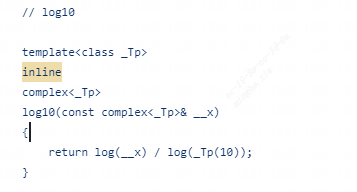 // log10
template<class _Tp>
inline
complex<_Tp>
log10(const complex<_Tp>& __x)
{
    return log(__x) / log(_Tp(10));
}